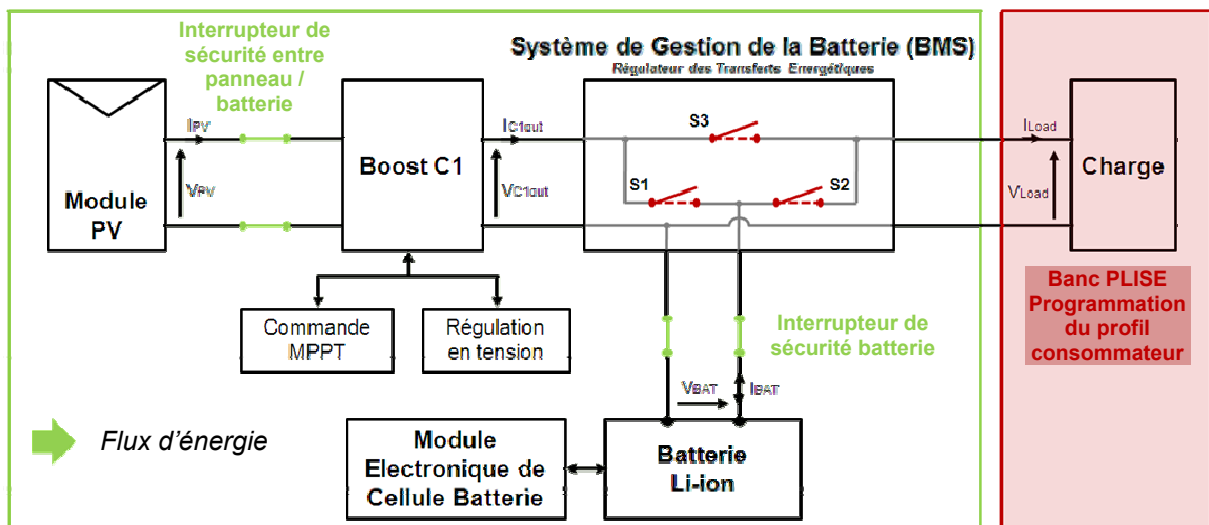 Interrupteur de
sécurité entre
panneau /
batterie
Système de Gestion de la Batterie (BMS)
Régulateur des Transferts Energétiques
Module
PV
IPV
VPV
Boost C1
IC1out
VC1out
S3
S1
S2
ILoad
VLoad
Charge
Commande
MPPT
Régulation
en tension
Interrupteur de
sécurité batterie
Banc PLISE
Programmation
du profil
consommateur
VBAT
IBAT
Flux d'énergie
Module
Electronique de
Cellule Batterie
Batterie
Li-ion